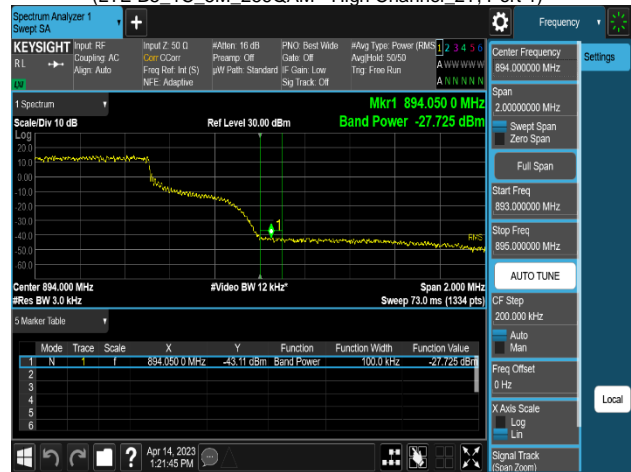 (LTE B5_1C_3M_256QAM - High Channel_21, Port 1)
Spectrum Analyzer 1
Swept SA
Frequency
KEYSIGHT
RL
Input: RF
Coupling: AC
Align: Auto
Input Z: 50 Ω
Corr CCorr
Freq Ref: Int (S)
NFE: Adaptive
#Atten: 16 dB
Preamp: Off
µW Path: Standard
PNO: Best Wide
Gate: Off
IF Gain: Low
Sig Track: Off
#Avg Type: Power (RMS)
Avg|Hold: 50/50
Trig: Free Run
1 2 3 4 5 6
A W W W W W
A N N N N N
LW
1 Spectrum
Scale/Div 10 dB
Ref Level 30.00 dBm
Mkr1 894.050 0 MHz
Band Power -27.725 dBm
Log
20.0
10.0
0.00
-10.0
-20.0
-30.0
-40.0
-50.0
-60.0
1
RMS
Center 894.000 MHz
#Video BW 12 kHz*
Span 2.000 MHz
#Res BW 3.0 kHz
Sweep 73.0 ms (1334 pts)
5 Marker Table
Mode Trace Scale X Y Function Function Width Function Value
1 N 1 f 894.050 0 MHz -43.11 dBm Band Power 100.0 kHz -27.725 dBm
2
3
4
5
6
Apr 14, 2023
1:21:45 PM
Center Frequency
894.000000 MHz
Settings
Span
2.00000000 MHz
Swept Span
Zero Span
Full Span
Start Freq
893.000000 MHz
Stop Freq
895.000000 MHz
AUTO TUNE
CF Step
200.000 kHz
Auto
Man
Freq Offset
0 Hz
X Axis Scale
Log
Lin
Local
Signal Track
(Span Zoom)